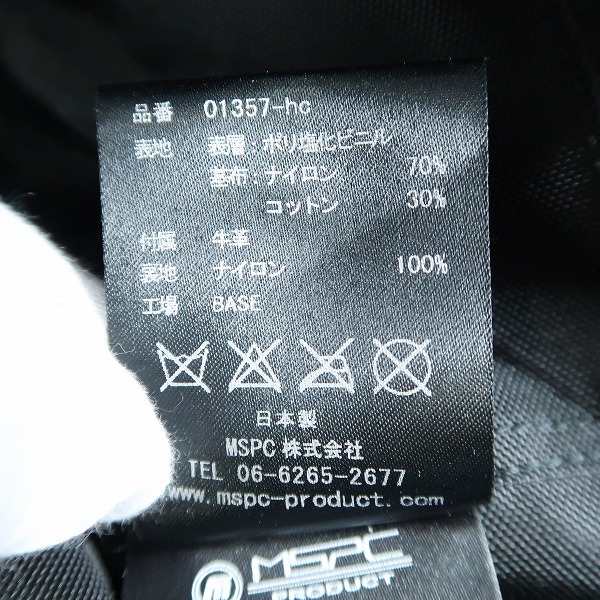 品番 01357-hc
表地 表層：ポリ塩化ビニル
基布：ナイロン 70%
コットン 30%
付属 牛革
裏地 ナイロン 100%
工場 BASE
日本製
MSPC株式会社
TEL 06-6265-2677
www.mspc-product.com
MSPC
PRODUCT